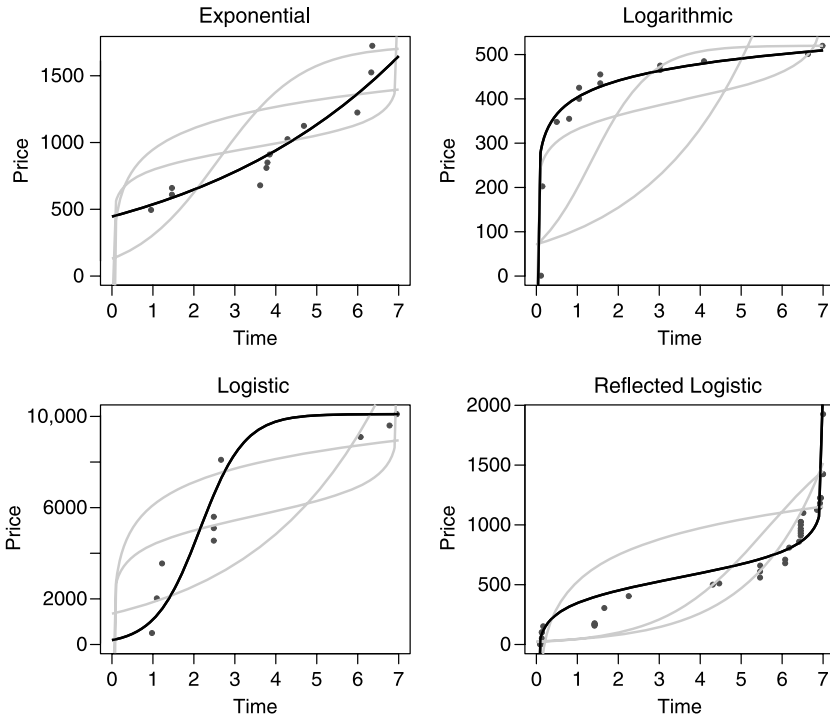 Exponential
Price
1500
1000
500
0
0 1 2 3 4 5 6 7
Time
Logarithmic
Price
500
400
300
200
100
0
0 1 2 3 4 5 6 7
Time
Logistic
Price
10,000
6000
2000
0
0 1 2 3 4 5 6 7
Time
Reflected Logistic
Price
2000
1500
1000
500
0
0 1 2 3 4 5 6 7
Time